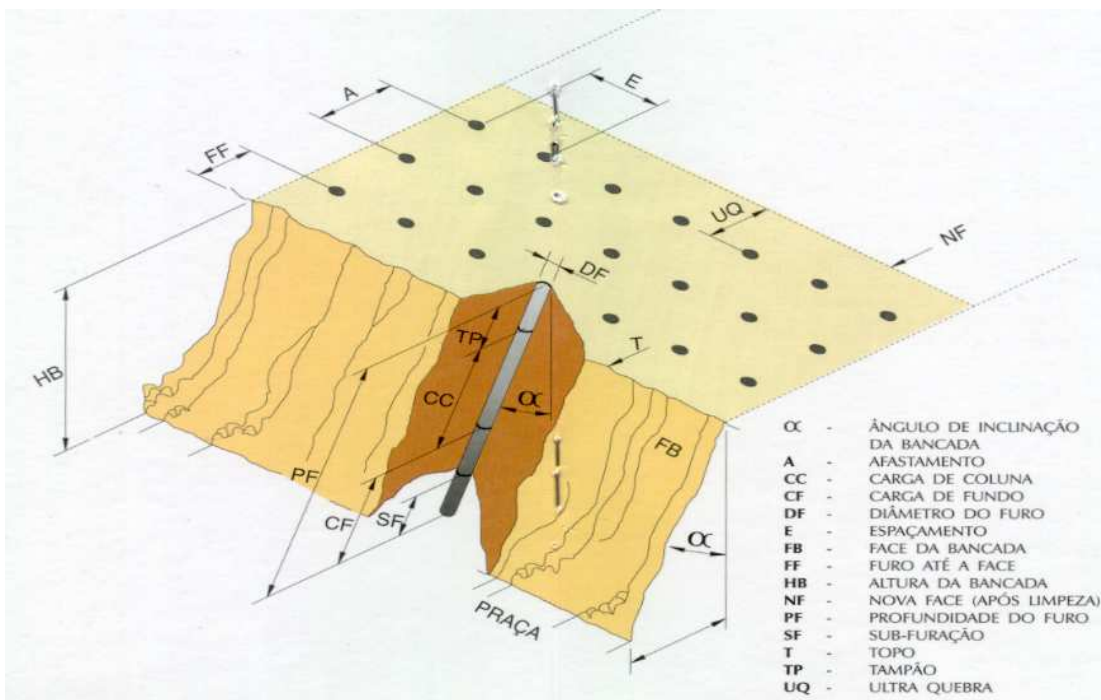 A
E
FF
UQ
NF
DF
TP
T
HB
CC
α
FB
PF
CF
SF
α
PRAÇA
α - ÂNGULO DE INCLINAÇÃO
DA BANCADA
A - AFASTAMENTO
CC - CARGA DE COLUNA
CF - CARGA DE FUNDO
DF - DIÂMETRO DO FURO
E - ESPAÇAMENTO
FB - FACE DA BANCADA
FF - FURO ATÉ A FACE
HB - ALTURA DA BANCADA
NF - NOVA FACE (APÓS LIMPEZA)
PF - PROFUNDIDADE DO FURO
SF - SUB-FURAÇÃO
T - TOPO
TP - TAMPÃO
UQ - ULTRA QUEBRA